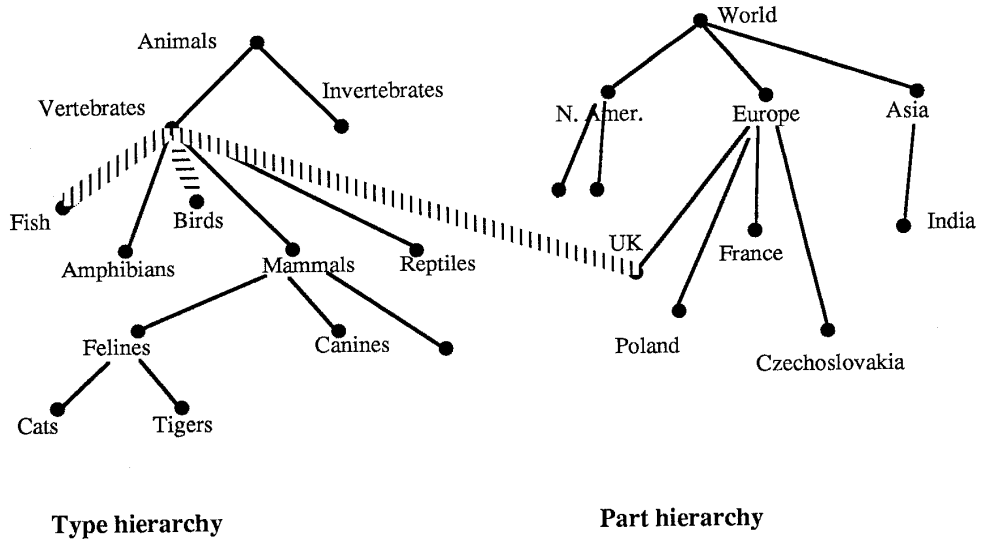 World
Animals
Invertebrates
Vertebrates
N. Amer.
Europe
Asia
Fish
Birds
UK
India
France
Amphibians
Mammals
Reptiles
Felines
Canines
Poland
Czechoslovakia
Cats
Tigers
Type hierarchy
Part hierarchy